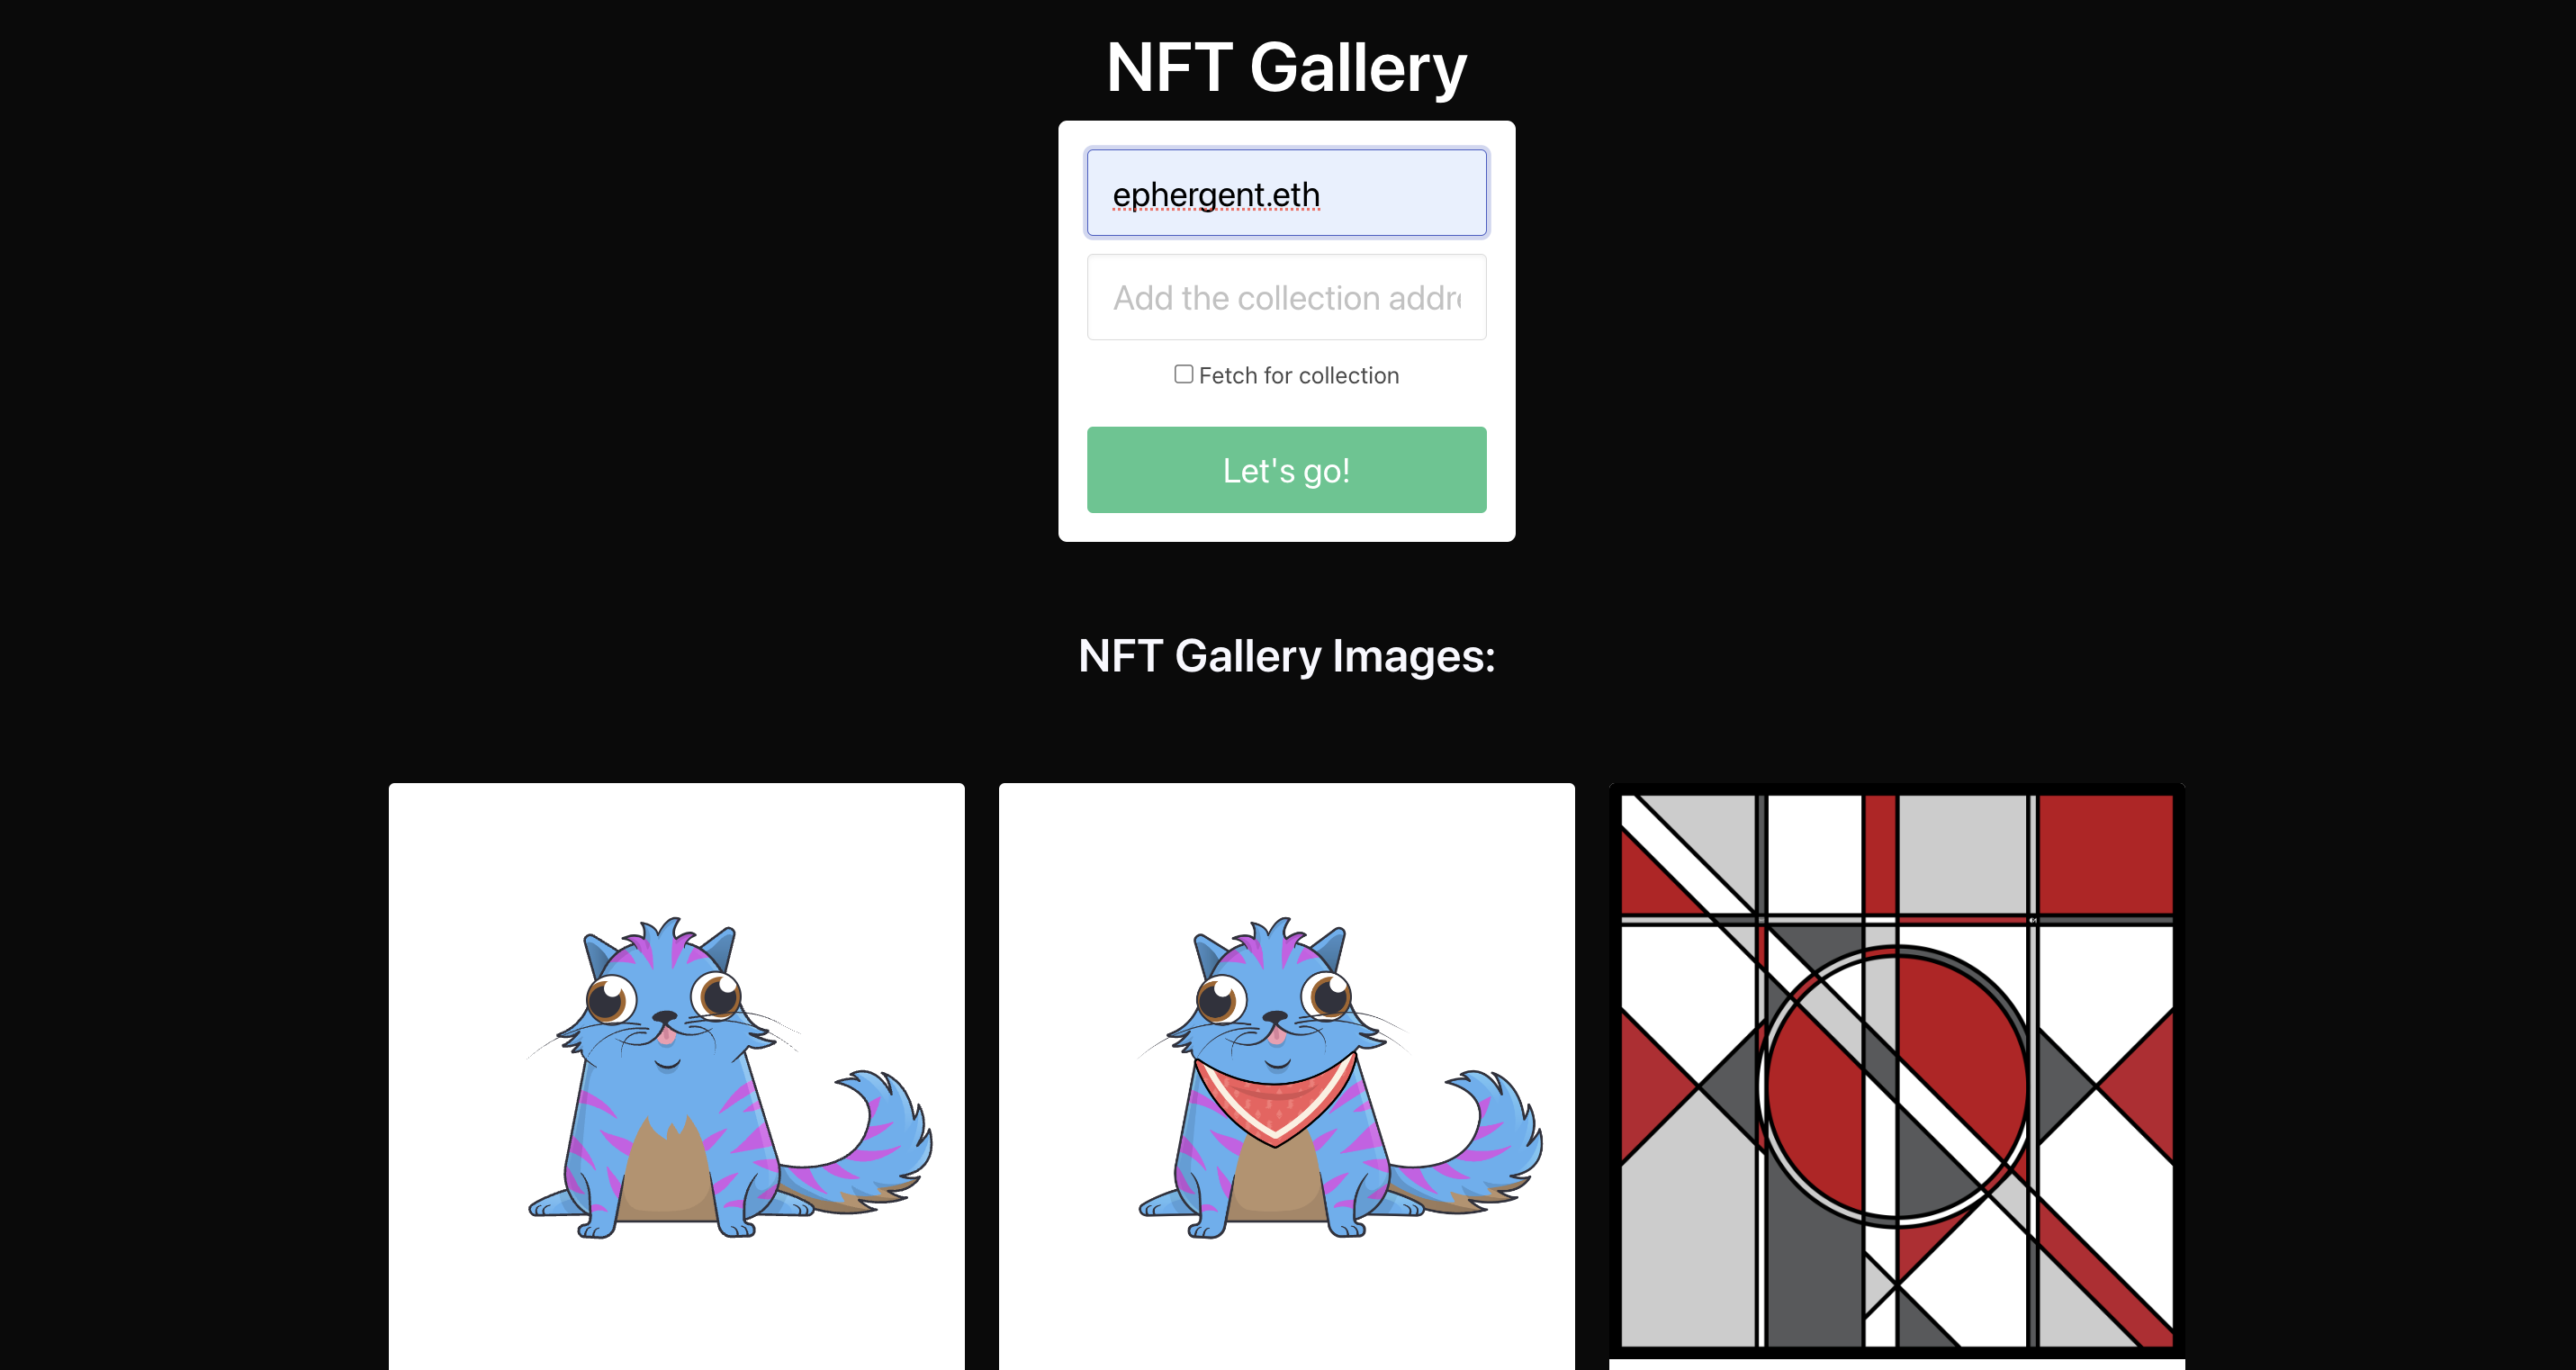 NFT Gallery
ephergent.eth
Add the collection addr
Fetch for collection
Let's go!
NFT Gallery Images: